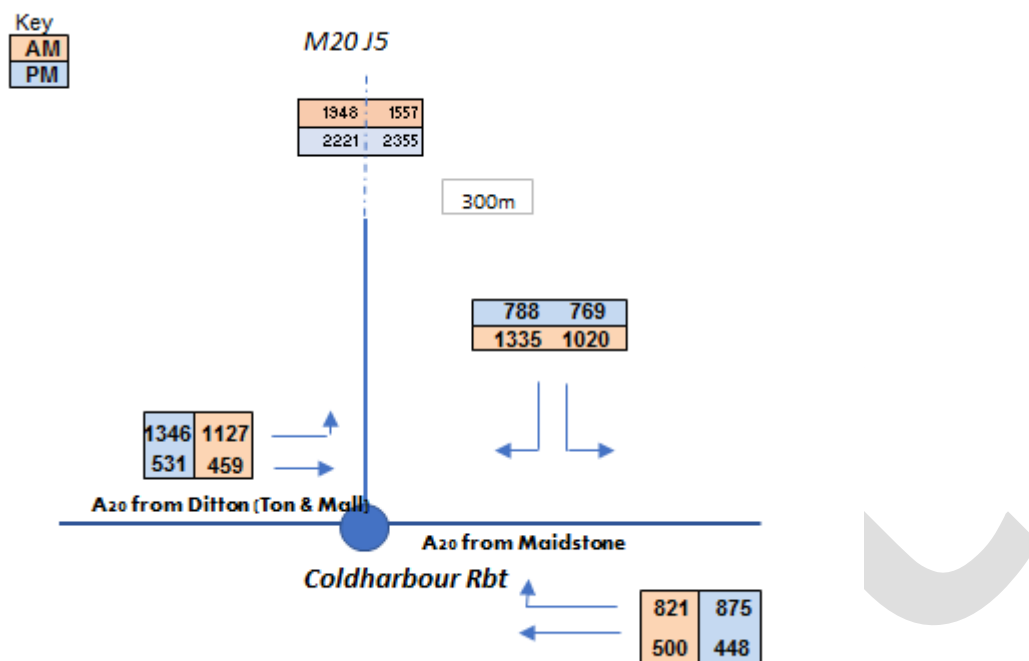 Key
AM
PM
M20 J5
1948 1557
2221 2355
300m
788 769
1335 1020
1346 1127
531 459
A20 from Ditton (Ton & Mall)
A20 from Maidstone
Coldharbour Rbt
821 875
500 448